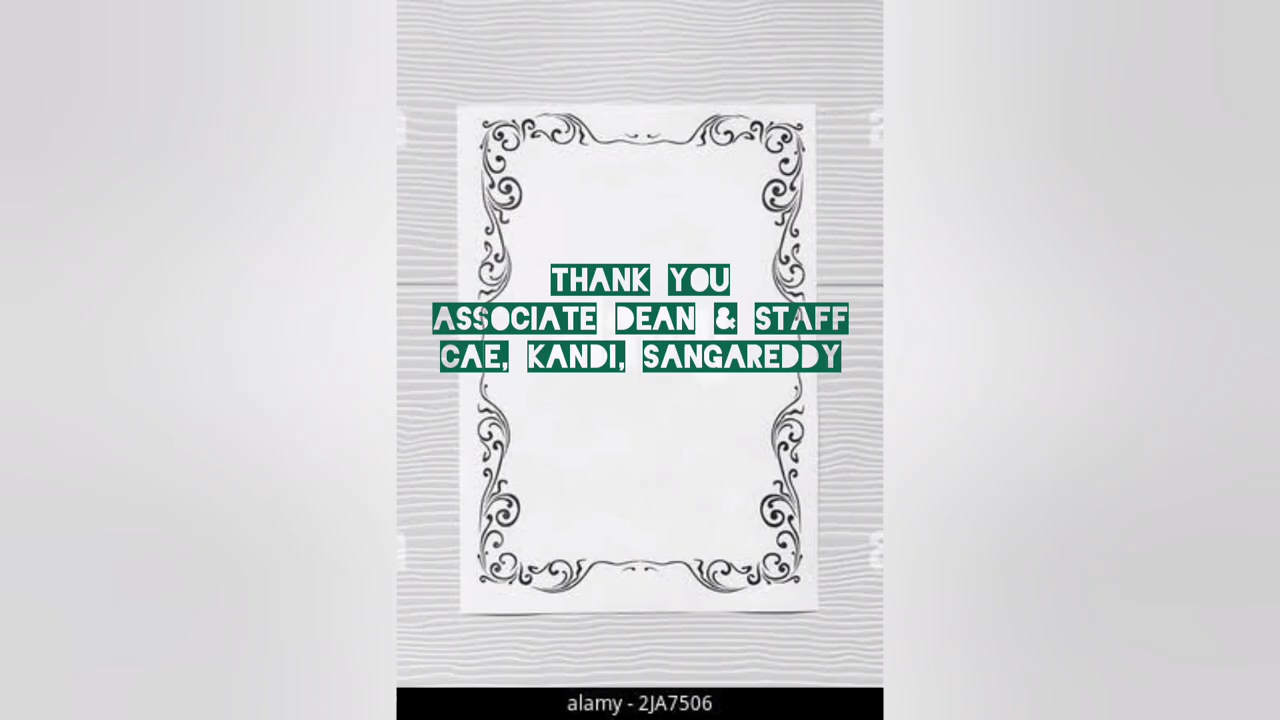 THANK YOU
ASSOCIATE DEAN & STAFF
CAE, KANDI, SANGAREDDY
alamy - 2JA7506